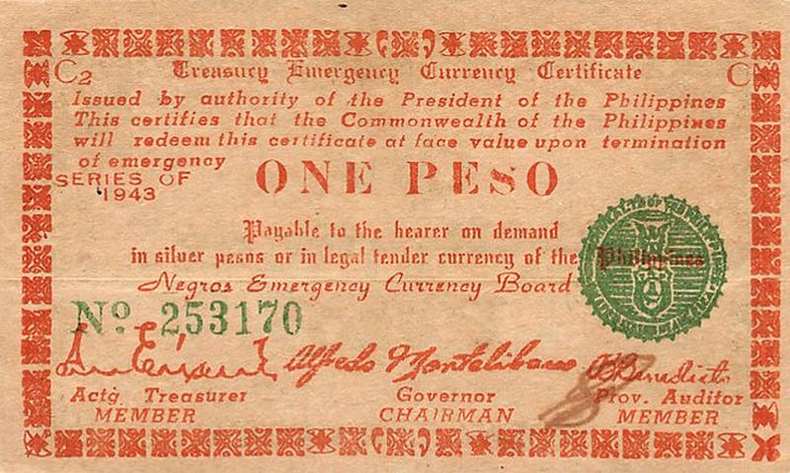 C2 Treasury Emergency Currency Certificate C
Issued by authority of the President of the Philippines
This certifies that the Commonwealth of the Philippines
will redeem this certificate at face value upon termination
of emergency
SERIES OF
1943
ONE PESO
Payable to the bearer on demand
in silver pesos or in legal tender currency of the Philippines
Negros Emergency Currency Board
No. 253170
Alfredo Montelibano
Actg. Treasurer Governor Prov. Auditor
MEMBER CHAIRMAN MEMBER